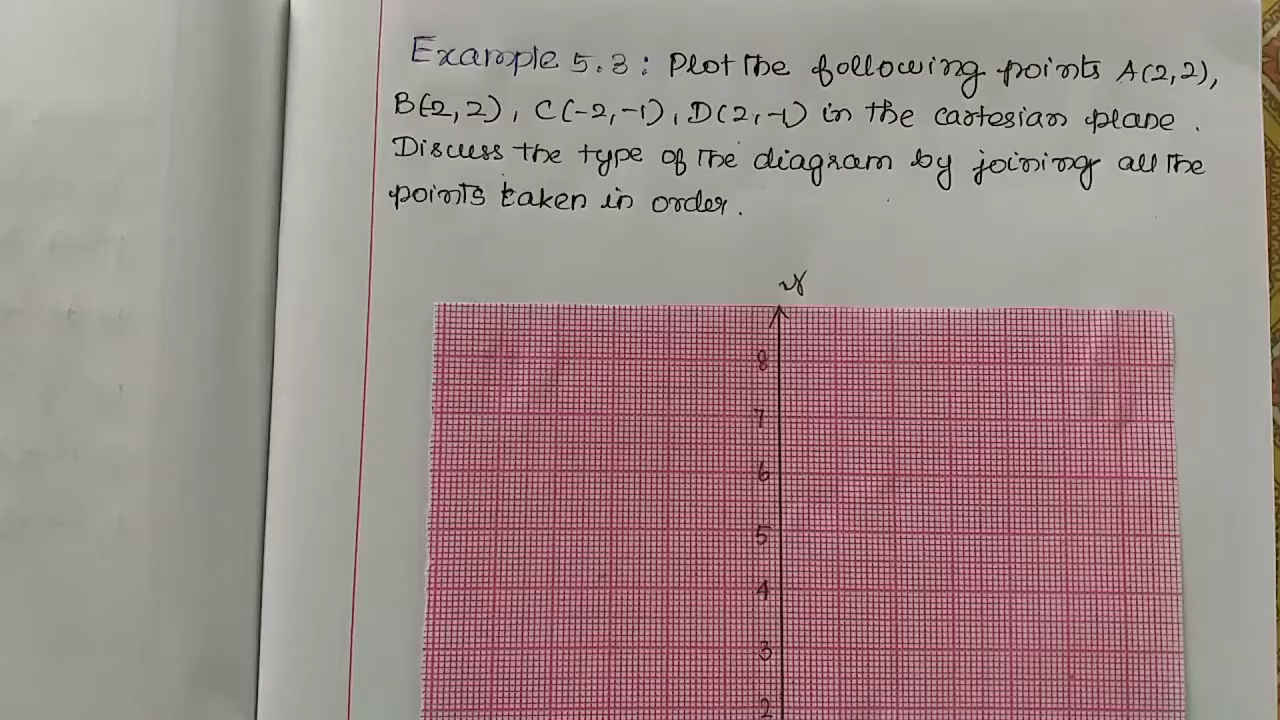 Example 5.3: Plot the following points A(2,2),
B(-2,2), C(-2,-1), D(2,-1) in the cartesian plane.
Discuss the type of the diagram by joining all the
points taken in order.
y
8
7
6
5
4
3
2